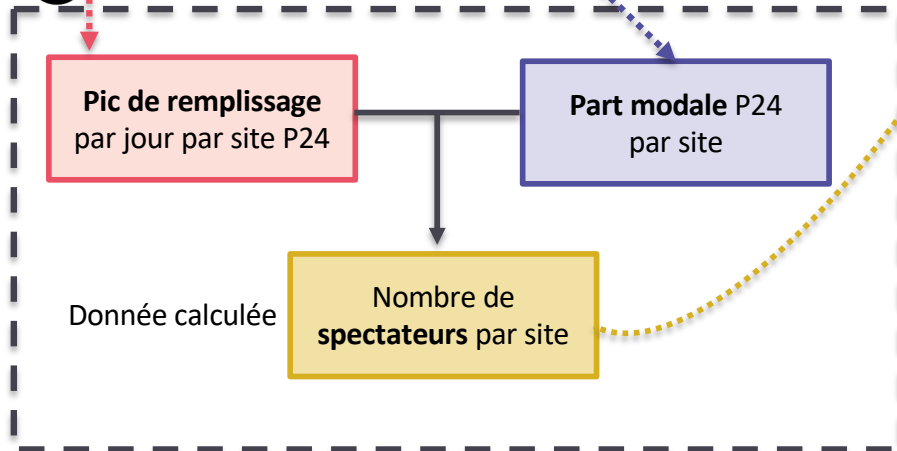 Pic de remplissage
par jour par site P24
Part modale P24
par site
Donnée calculée
Nombre de
spectateurs par site